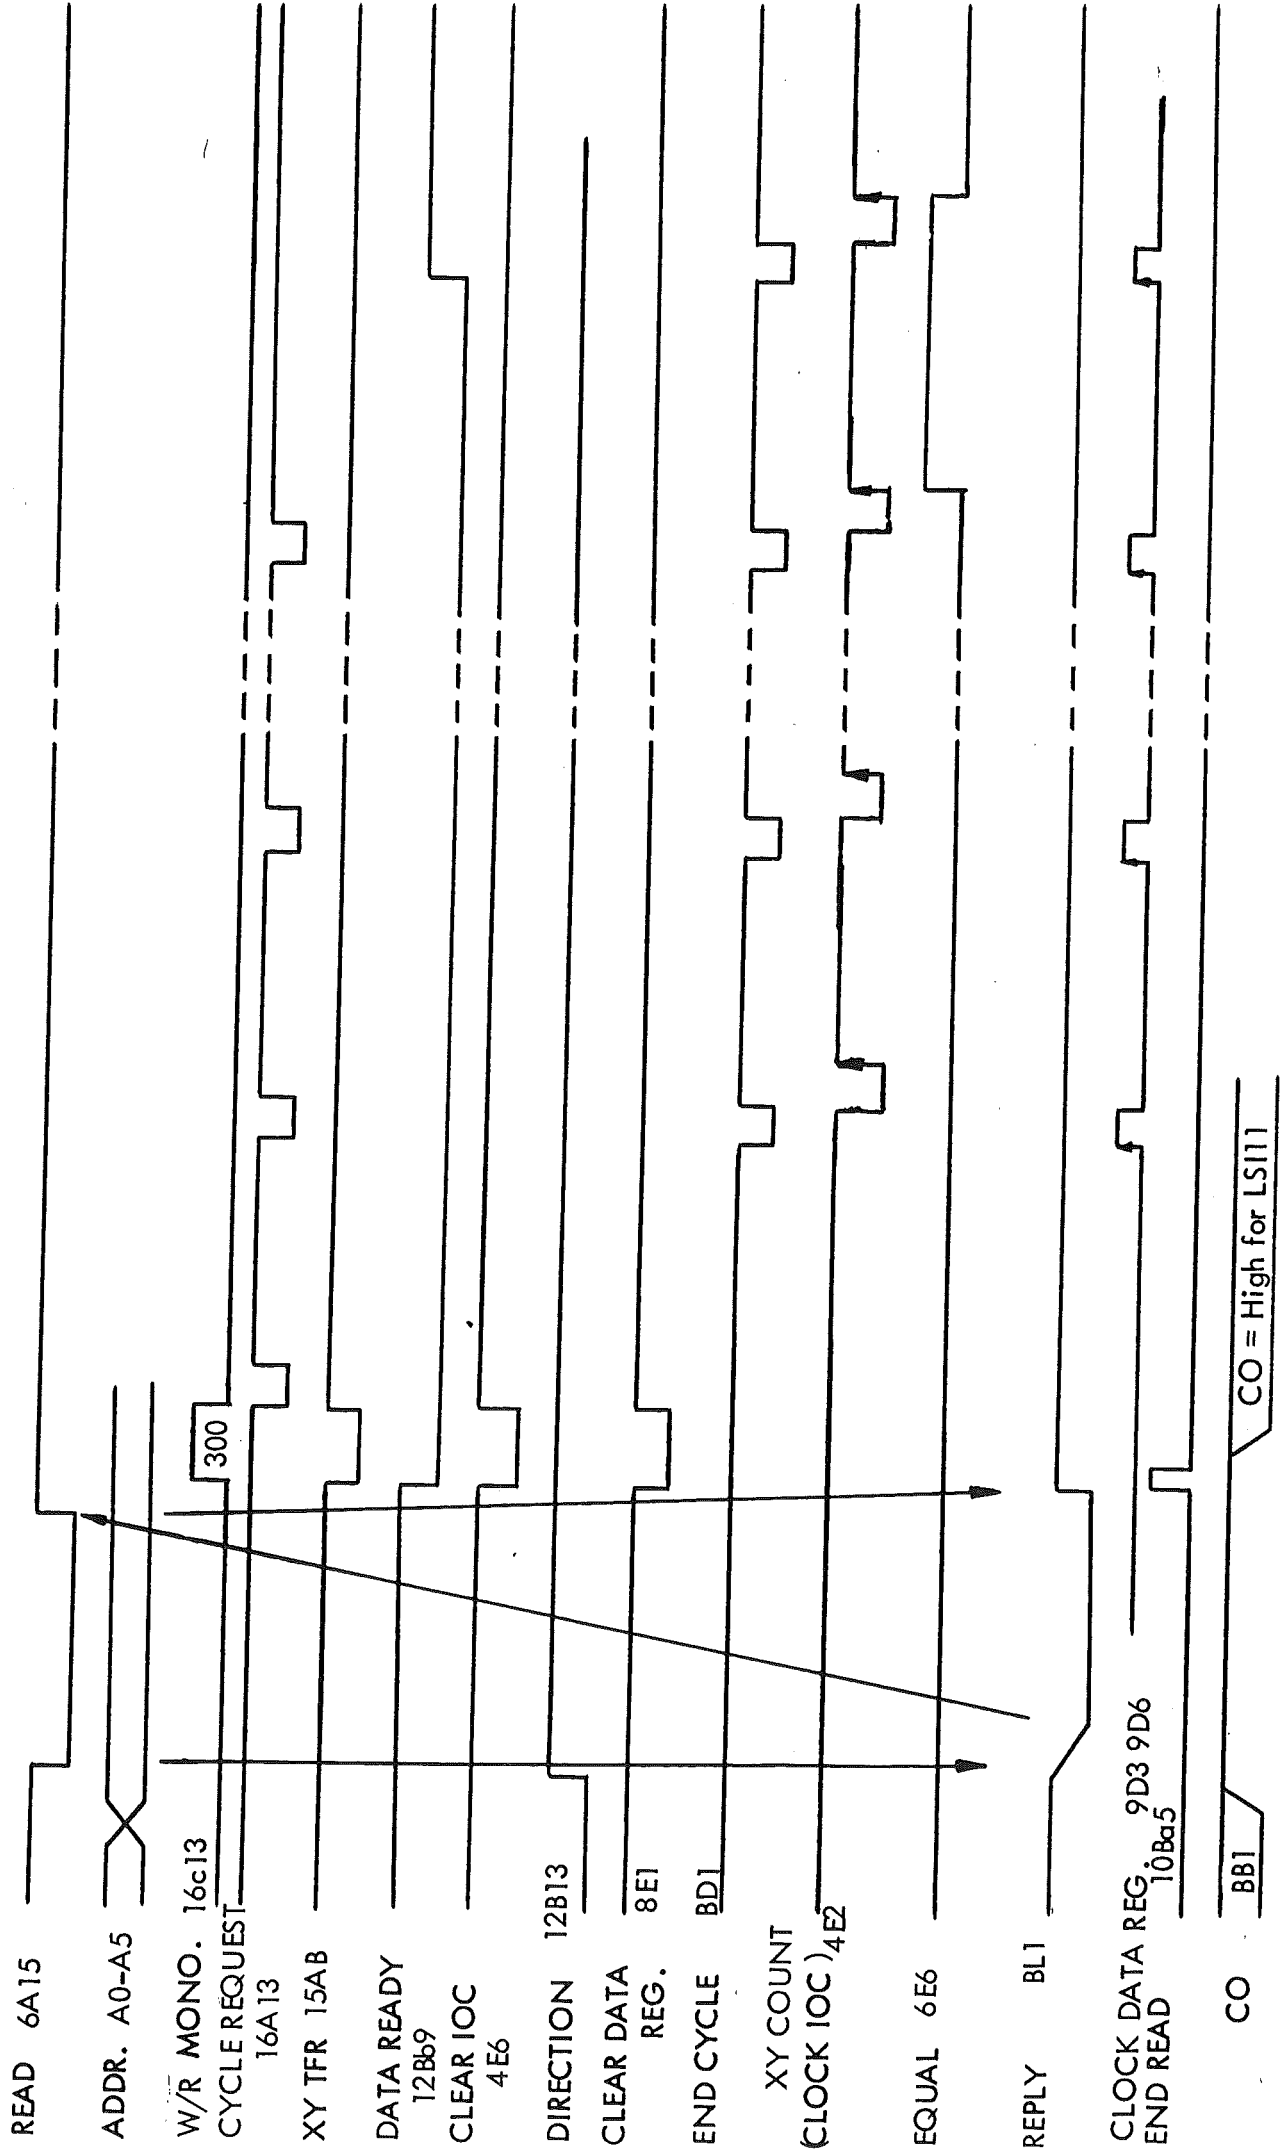 READ 6A15
ADDR. A0-A5
W/R MONO. 16c13
300
CYCLE REQUEST
16A13
XY TFR 15AB
DATA READY
12Bb9
CLEAR IOC
4E6
DIRECTION 12B13
CLEAR DATA
REG.
8E1
END CYCLE BD1
XY COUNT
(CLOCK IOC) 4E2
EQUAL 6E6
REPLY BL1
CLOCK DATA REG. 9D3 9D6
END READ 10Ba5
CO BB1
CO = High for LSI11